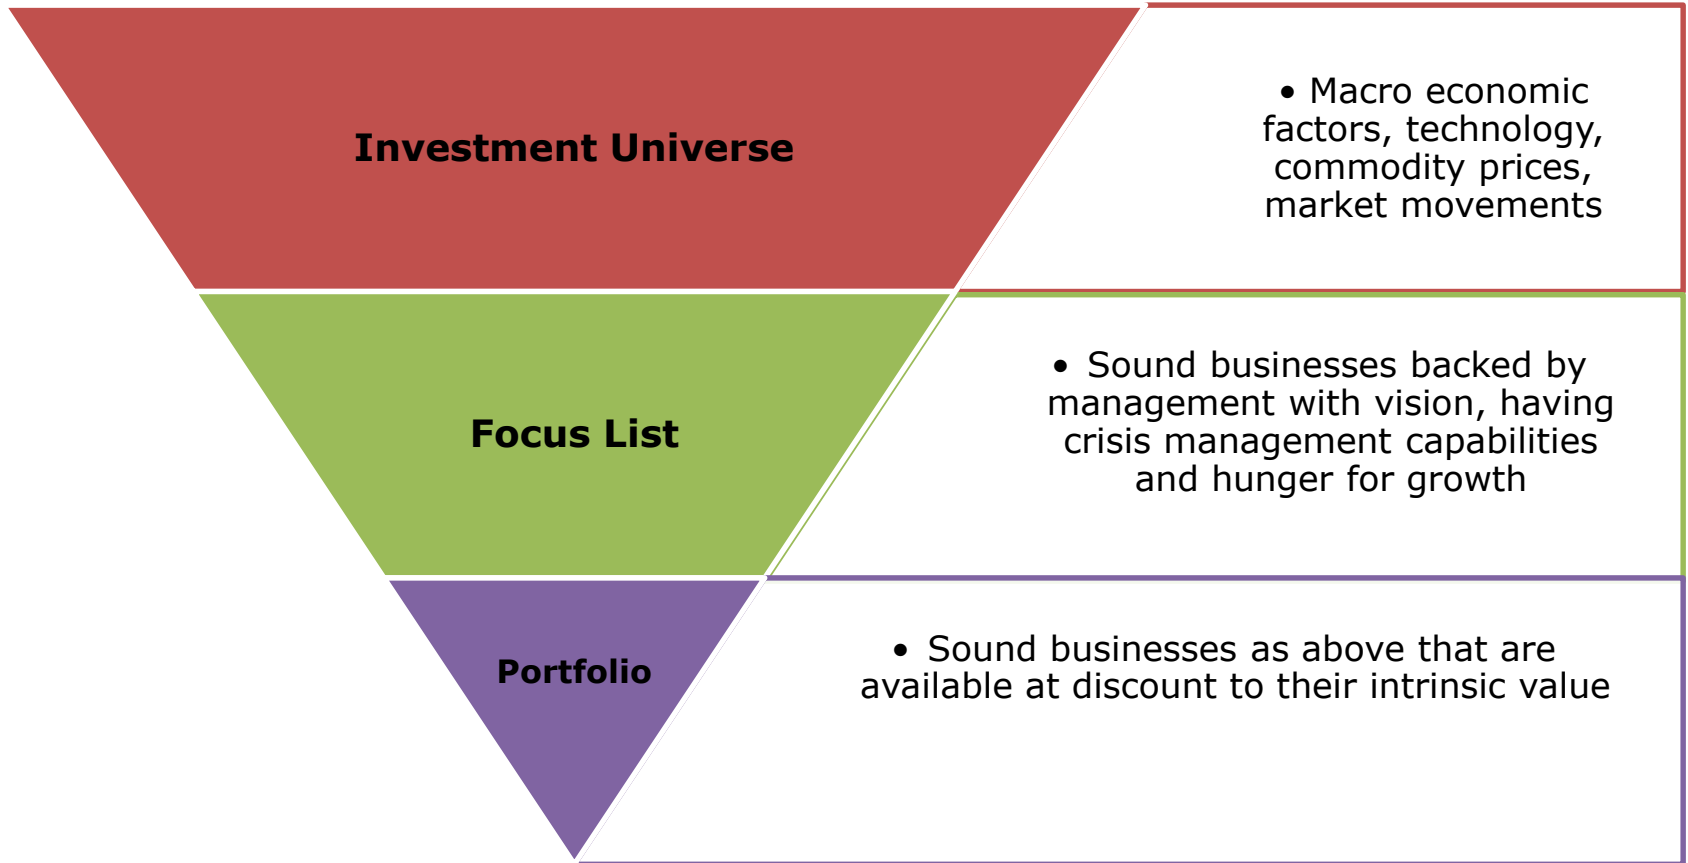 Investment Universe
• Macro economic
factors, technology,
commodity prices,
market movements
Focus List
• Sound businesses backed by
management with vision, having
crisis management capabilities
and hunger for growth
Portfolio
• Sound businesses as above that are
available at discount to their intrinsic value